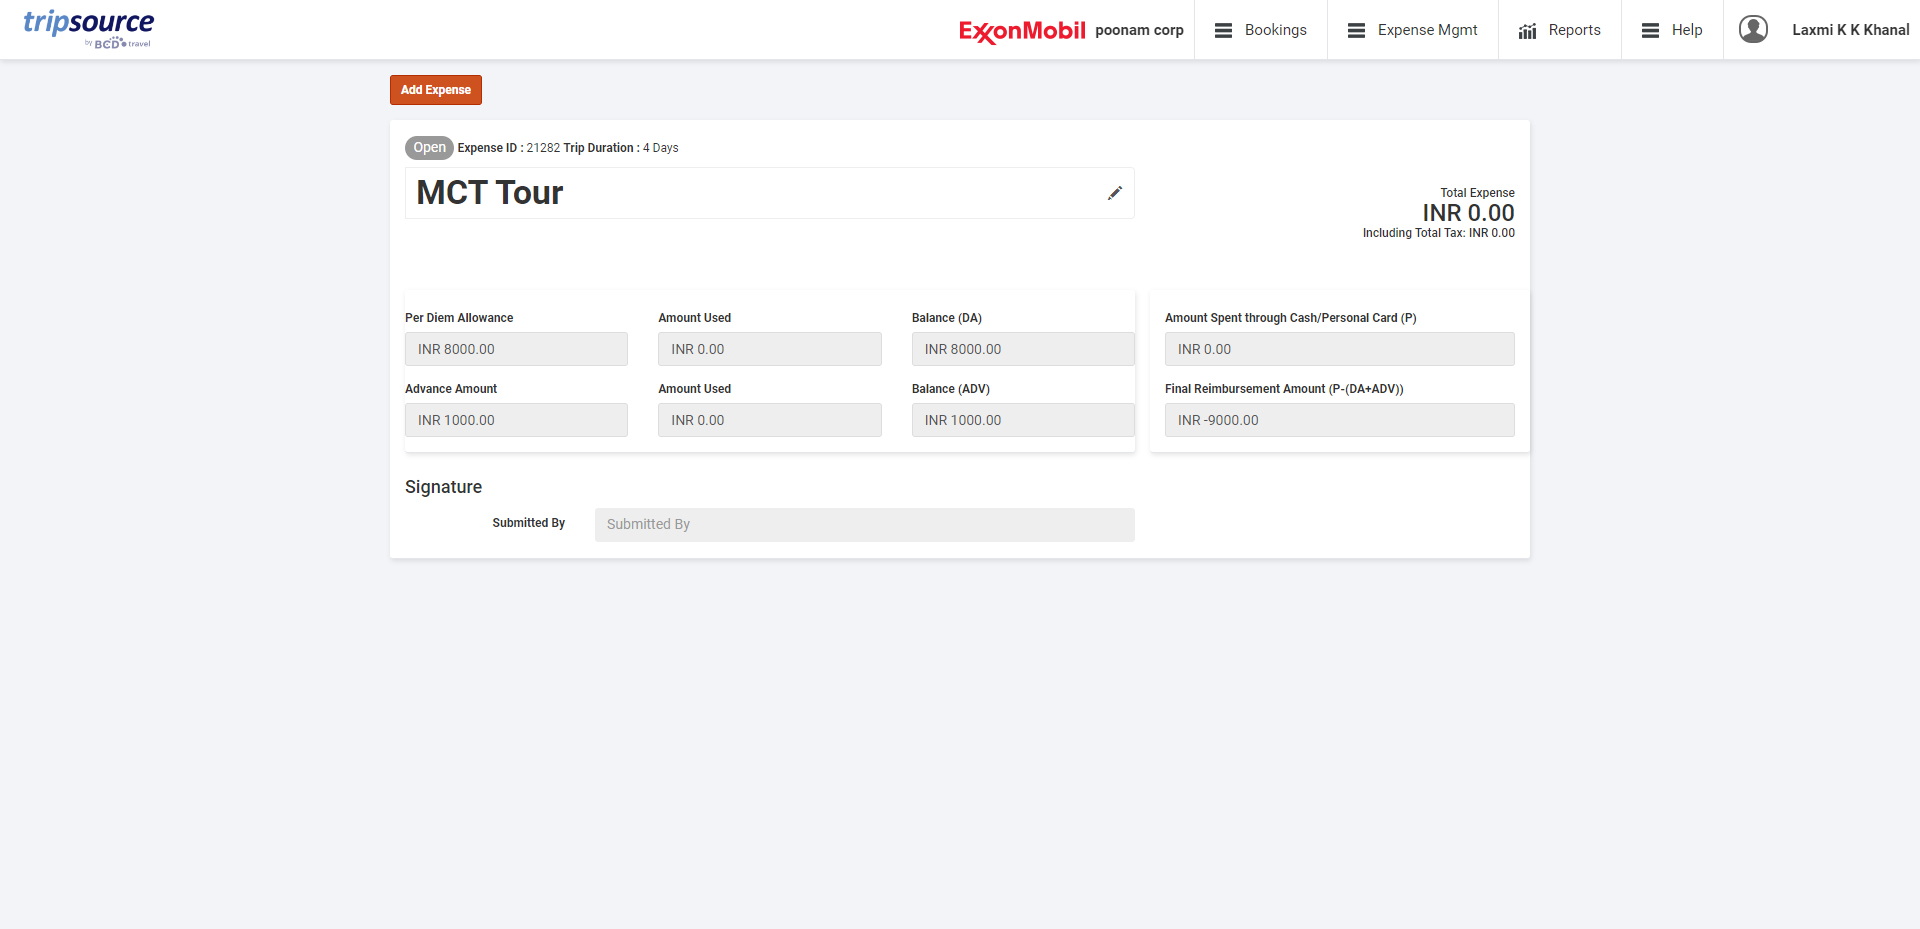 tripsource
by BCD travel
ExxonMobil poonam corp
Bookings
Expense Mgmt
Reports
Help
Laxmi K K Khanal
Add Expense
Open Expense ID : 21282 Trip Duration : 4 Days
MCT Tour
Total Expense
INR 0.00
Including Total Tax: INR 0.00
Per Diem Allowance
INR 8000.00
Amount Used
INR 0.00
Balance (DA)
INR 8000.00
Advance Amount
INR 1000.00
Amount Used
INR 0.00
Balance (ADV)
INR 1000.00
Amount Spent through Cash/Personal Card (P)
INR 0.00
Final Reimbursement Amount (P-(DA+ADV))
INR -9000.00
Signature
Submitted By
Submitted By